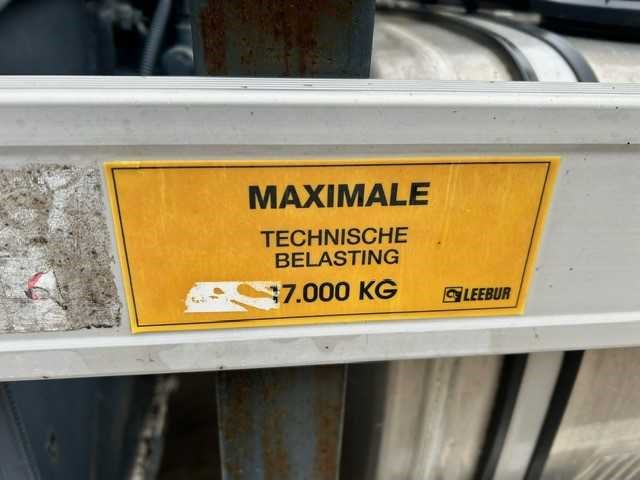 MAXIMALE
TECHNISCHE
BELASTING
7.000 KG
LEEBUR